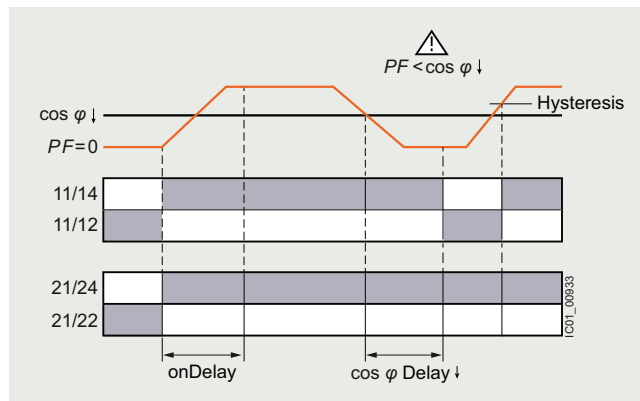 PF < cos φ ↓
Hysteresis
cos φ ↓
PF=0
11/14
11/12
21/24
21/22
IC01_00933
onDelay
cos φ Delay ↓